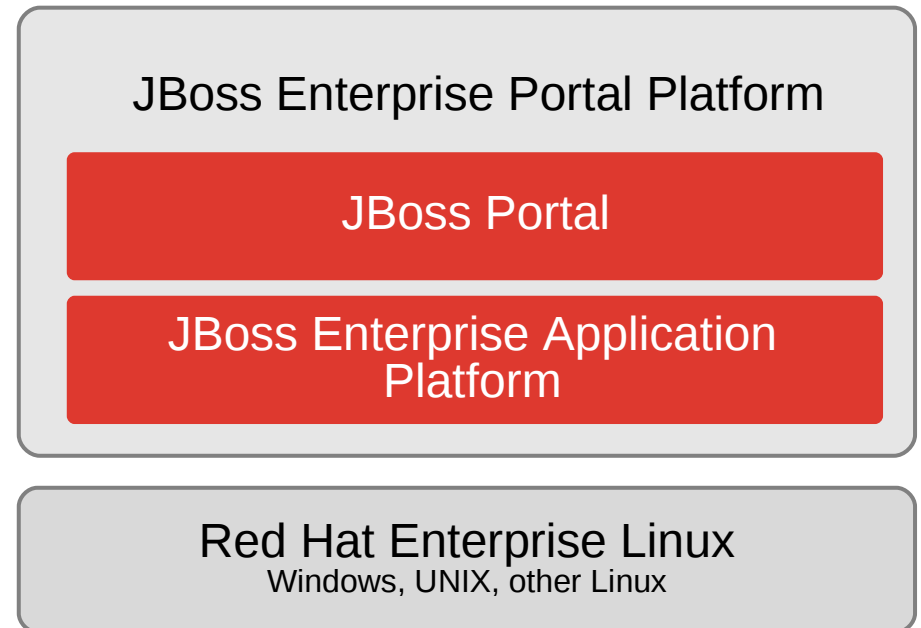 JBoss Enterprise Portal Platform
JBoss Portal
JBoss Enterprise Application
Platform
Red Hat Enterprise Linux
Windows, UNIX, other Linux